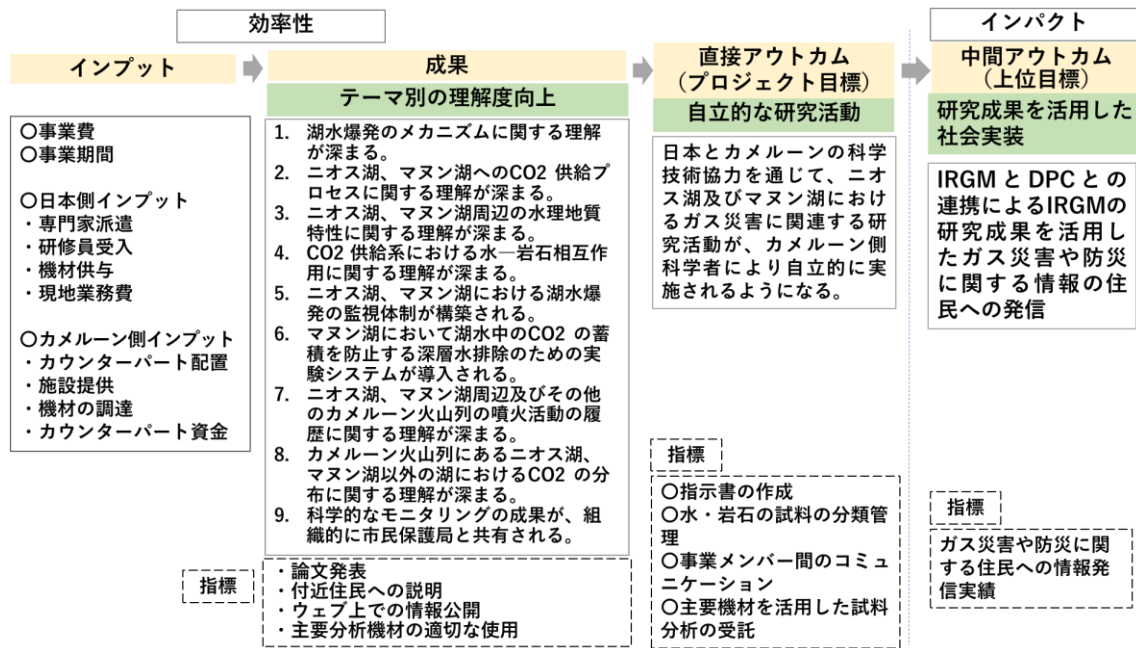 効率性
インパクト
インプット
成果
直接アウトカム
（プロジェクト目標）
中間アウトカム
（上位目標）
テーマ別の理解度向上
自立的な研究活動
研究成果を活用した
社会実装
〇事業費
〇事業期間
〇日本側インプット
・専門家派遣
・研修員受入
・機材供与
・現地業務費
〇カメルーン側インプット
・カウンターパート配置
・施設提供
・機材の調達
・カウンターパート資金
1. 湖水爆発のメカニズムに関する理解
が深まる。
2. ニオス湖、マヌン湖へのCO2 供給プ
ロセスに関する理解が深まる。
3. ニオス湖、マヌン湖周辺の水理地質
特性に関する理解が深まる。
4. CO2 供給系における水―岩石相互作
用に関する理解が深まる。
5. ニオス湖、マヌン湖における湖水爆
発の監視体制が構築される。
6. マヌン湖において湖水中のCO2 の蓄
積を防止する深層水排除のための実
験システムが導入される。
7. ニオス湖、マヌン湖周辺及びその他
のカメルーン火山列の噴火活動の履
歴に関する理解が深まる。
8. カメルーン火山列にあるニオス湖、
マヌン湖以外の湖におけるCO2 の分
布に関する理解が深まる。
9. 科学的なモニタリングの成果が、組
織的に市民保護局と共有される。
指標
・論文発表
・付近住民への説明
・ウェブ上での情報公開
・主要分析機材の適切な使用
日本とカメルーンの科学
技術協力を通じて、ニオ
ス湖及びマヌン湖におけ
るガス災害に関連する研
究活動が、カメルーン側
科学者により自立的に実
施されるようになる。
指標
〇指示書の作成
〇水・岩石の試料の分類管
理
〇事業メンバー間のコミュ
ニケーション
〇主要機材を活用した試料
分析の受託
IRGM と DPC との
連携によるIRGMの
研究成果を活用し
たガス災害や防災
に関する情報の住
民への発信
指標
ガス災害や防災に関
する住民への情報発
信実績